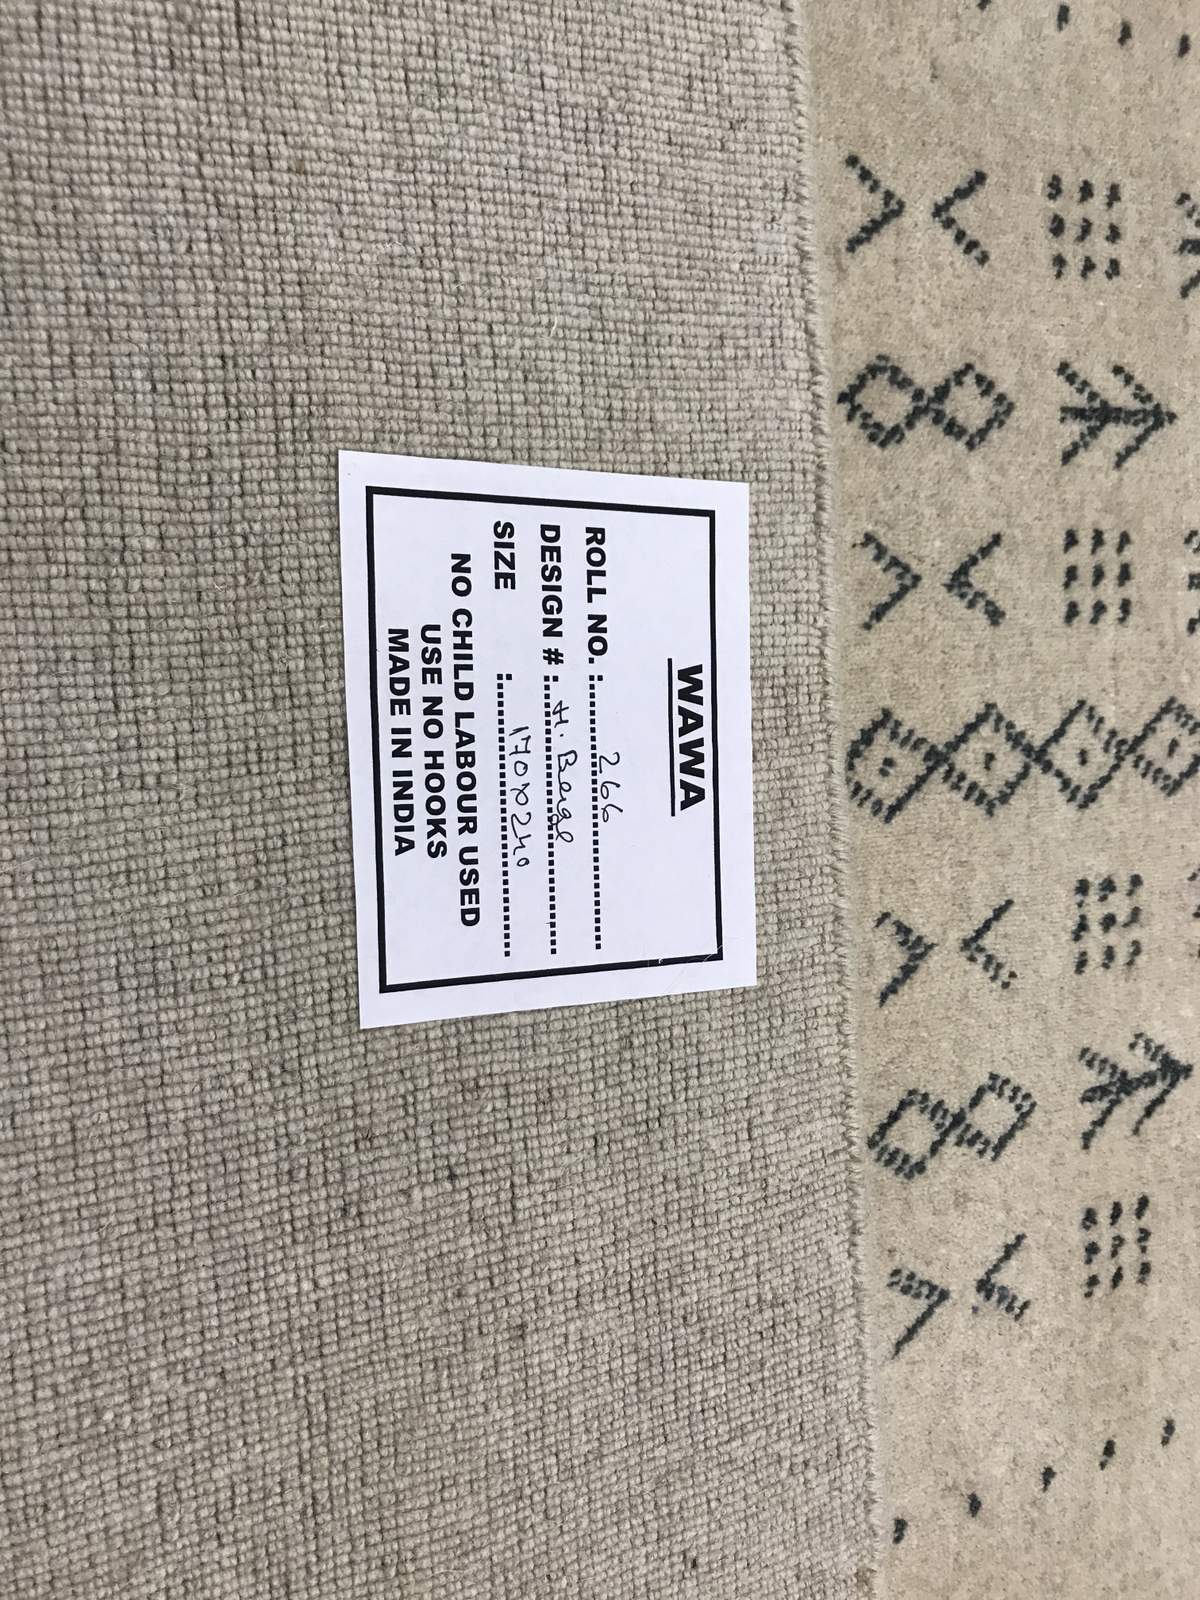 WAWA
ROLL NO. : 266
DESIGN # : H. Beige
SIZE : 170x240
NO CHILD LABOUR USED
USE NO HOOKS
MADE IN INDIA